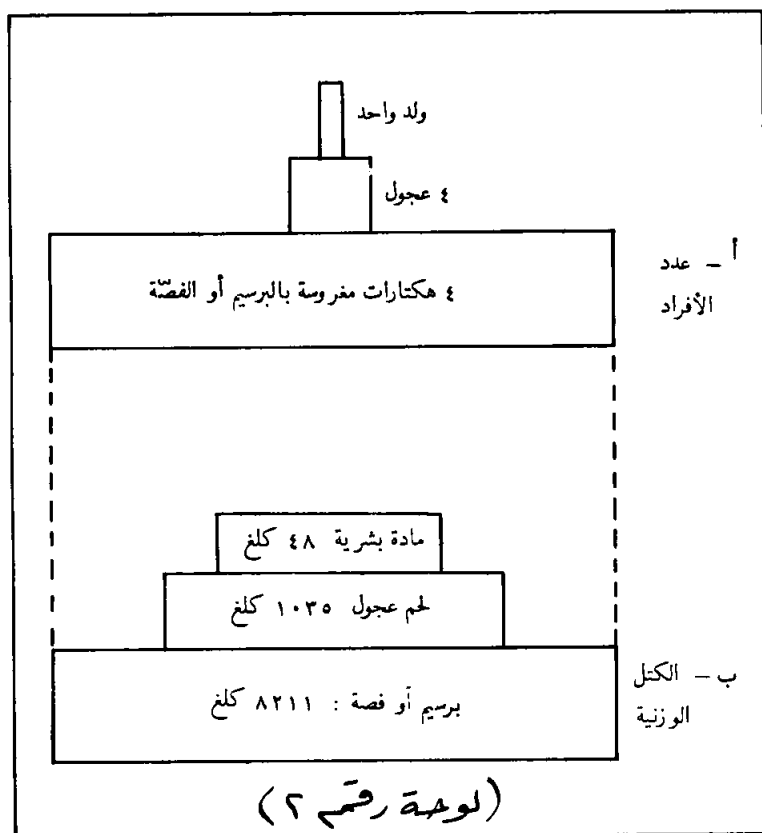 ولد واحد
٤ عجول
٤ هكتارات مغروسة بالبرسيم أو الفصّة
أ – عدد
الأفراد
مادة بشرية ٤٨ كلغ
لحم عجول ١٠٣٥ كلغ
برسيم أو فصة : ٨٢١١ كلغ
ب – الكتل
الوزنية
(لوحة رقم ٢)